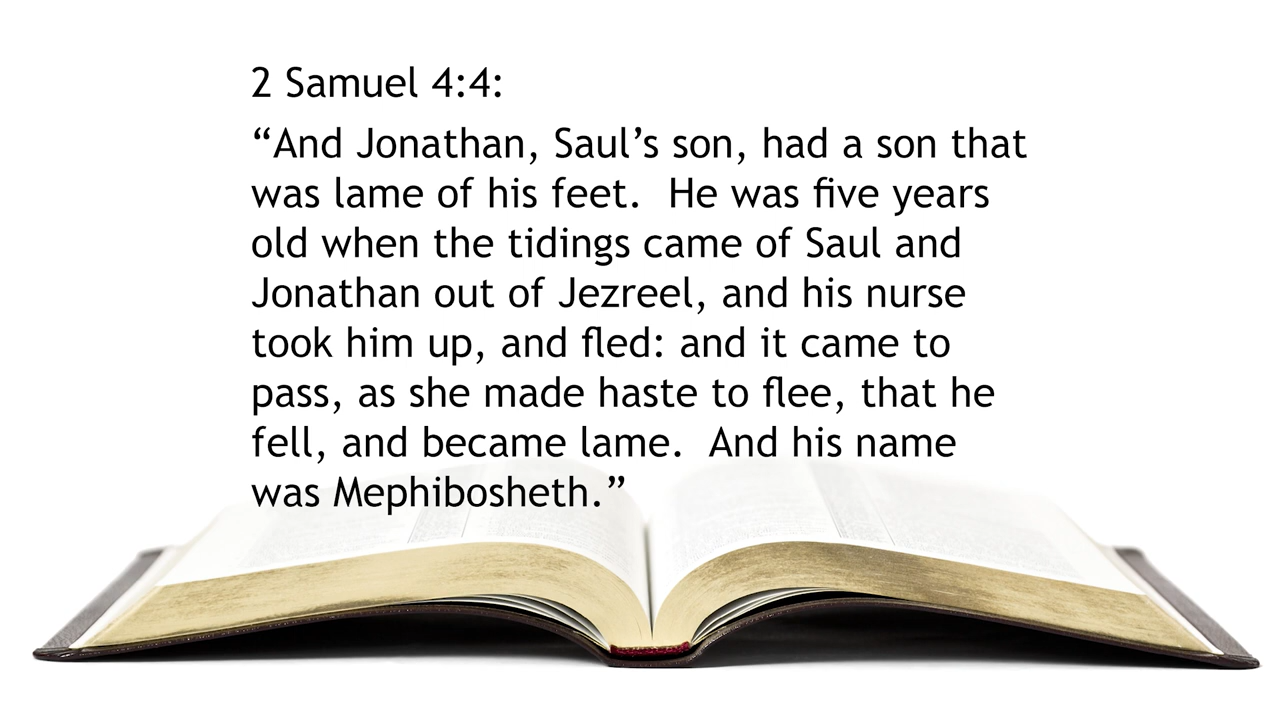 2 Samuel 4:4:
“And Jonathan, Saul’s son, had a son that
was lame of his feet.  He was five years
old when the tidings came of Saul and
Jonathan out of Jezreel, and his nurse
took him up, and fled: and it came to
pass, as she made haste to flee, that he
fell, and became lame.  And his name
was Mephibosheth.”